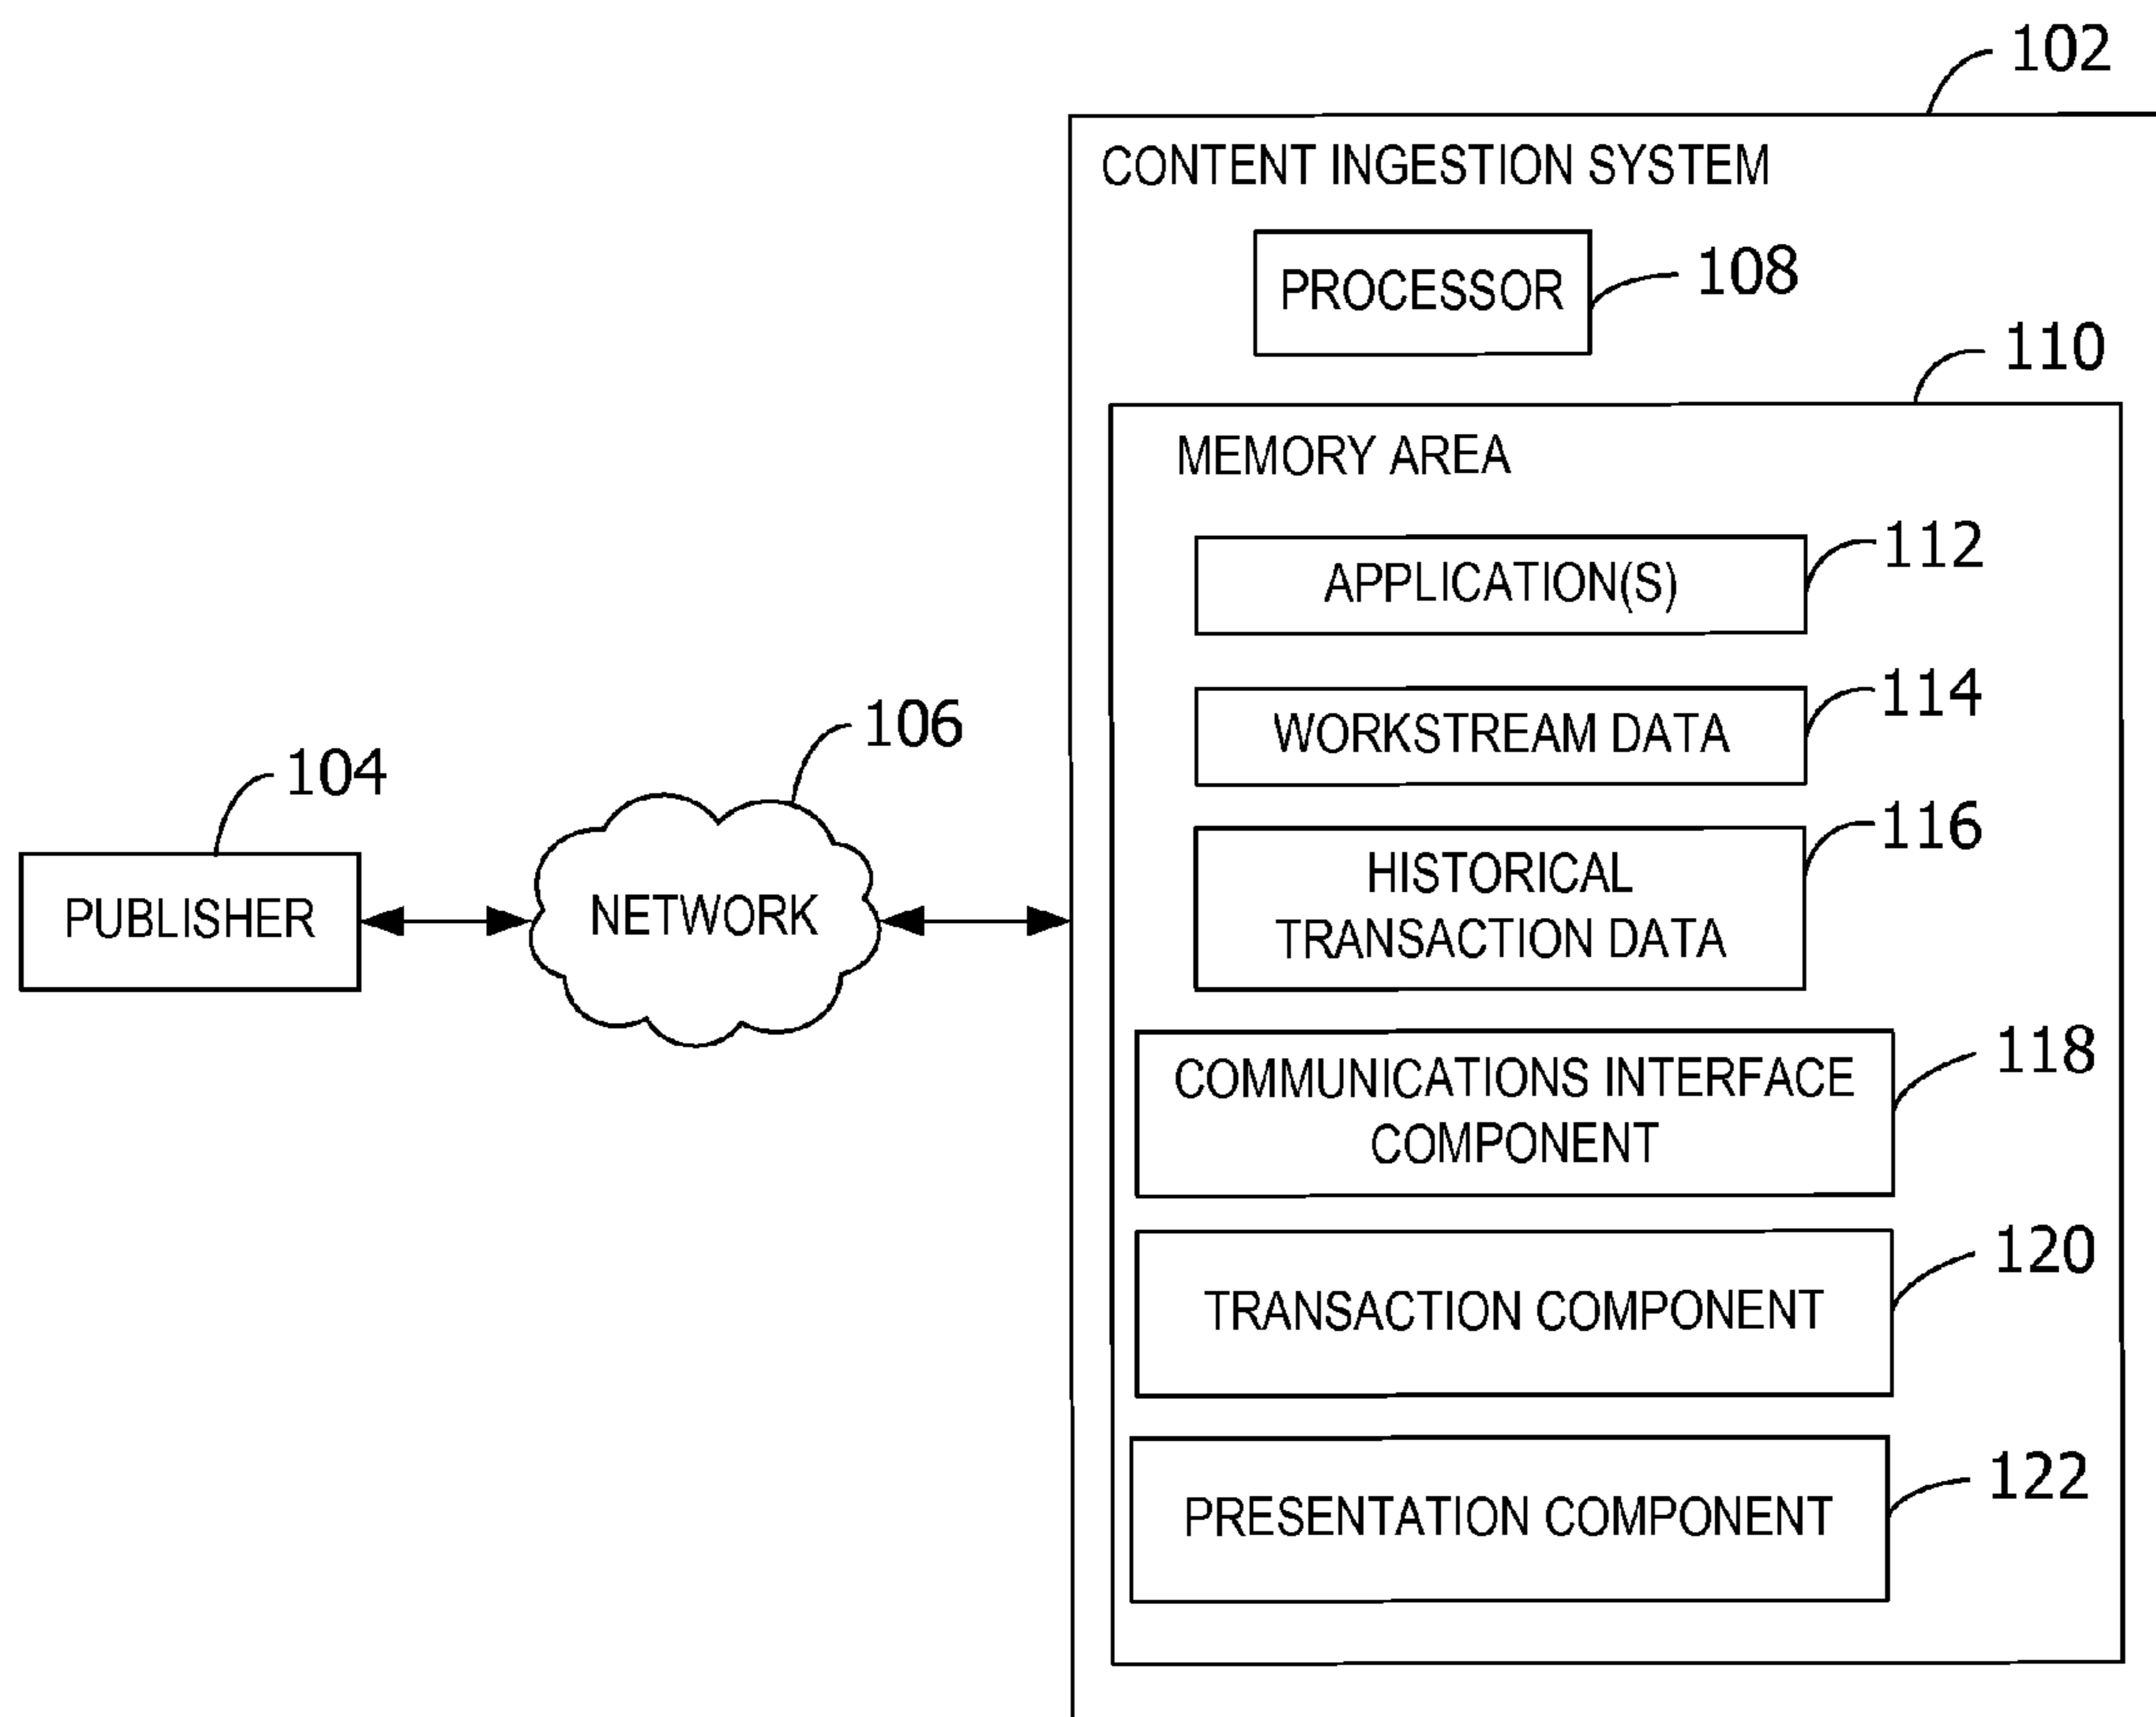 102
CONTENT INGESTION SYSTEM
PROCESSOR
108
110
MEMORY AREA
APPLICATION(S)
112
WORKSTREAM DATA
114
HISTORICAL
TRANSACTION DATA
116
104
PUBLISHER
106
NETWORK
COMMUNICATIONS INTERFACE
COMPONENT
118
TRANSACTION COMPONENT
120
PRESENTATION COMPONENT
122